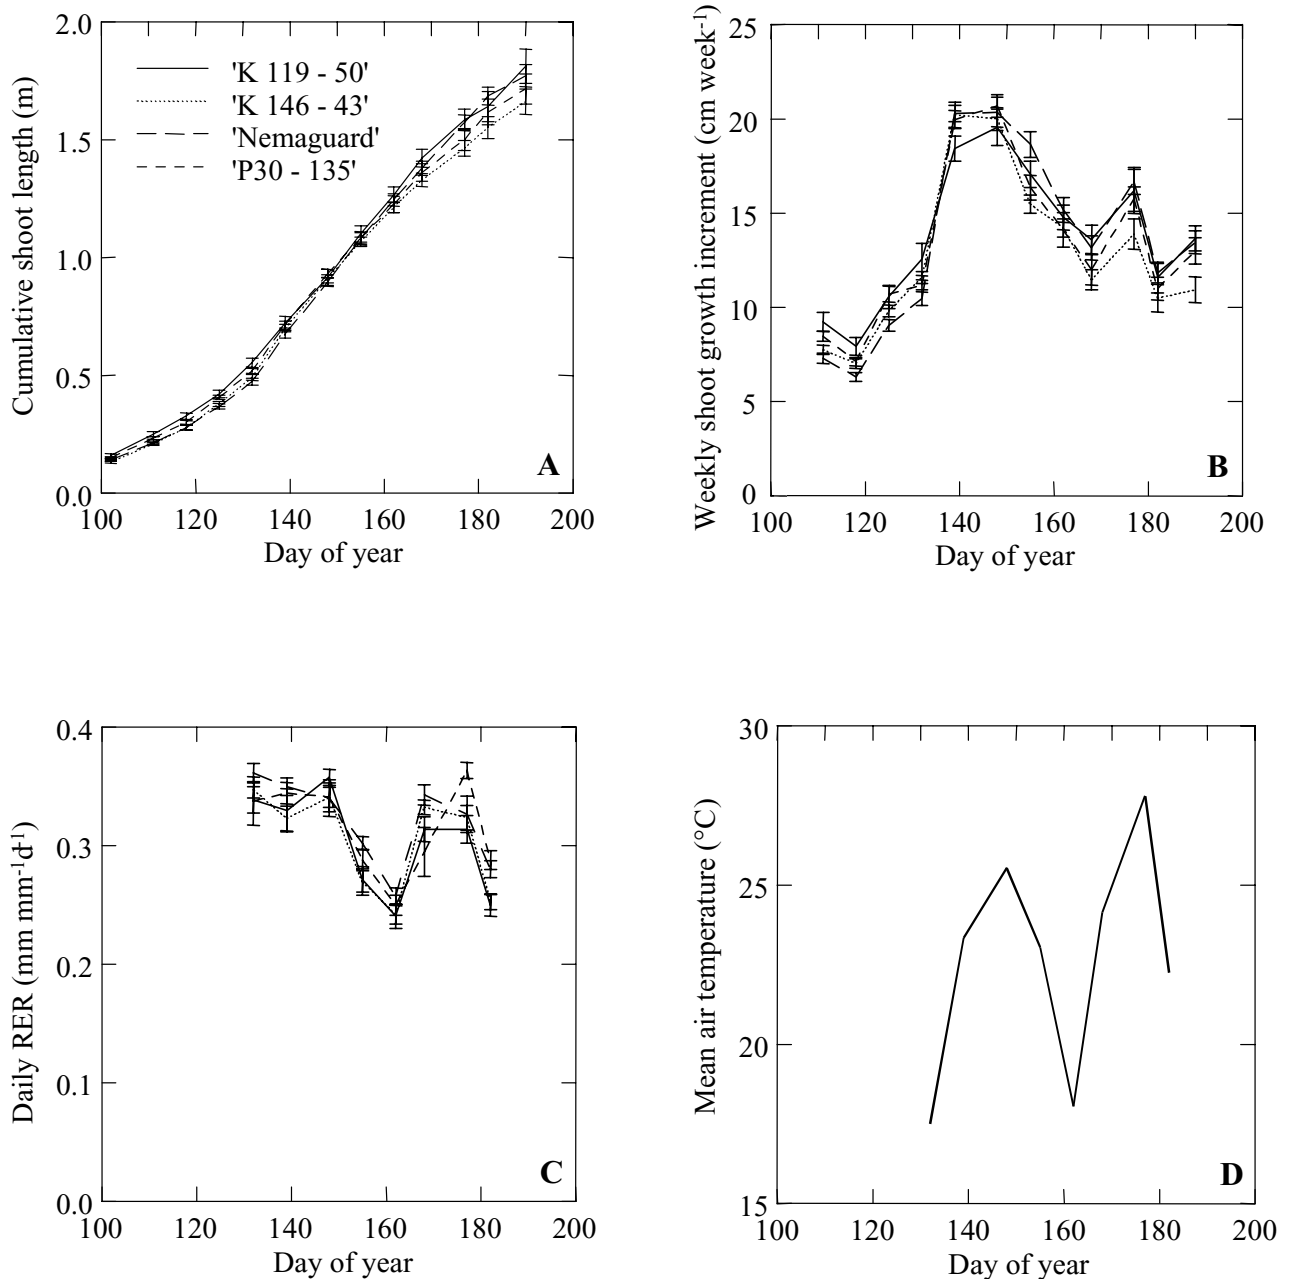 2.0
1.5
1.0
0.5
0.0
Cumulative shoot length (m)
'K 119 - 50'
'K 146 - 43'
'Nemaguard'
'P30 - 135'
A
100 120 140 160 180 200
Day of year
25
20
15
10
5
0
Weekly shoot growth increment (cm week⁻¹)
B
100 120 140 160 180 200
Day of year
0.4
0.3
0.2
0.1
0.0
Daily RER (mm mm⁻¹d⁻¹)
C
100 120 140 160 180 200
Day of year
30
25
20
15
Mean air temperature (°C)
D
100 120 140 160 180 200
Day of year